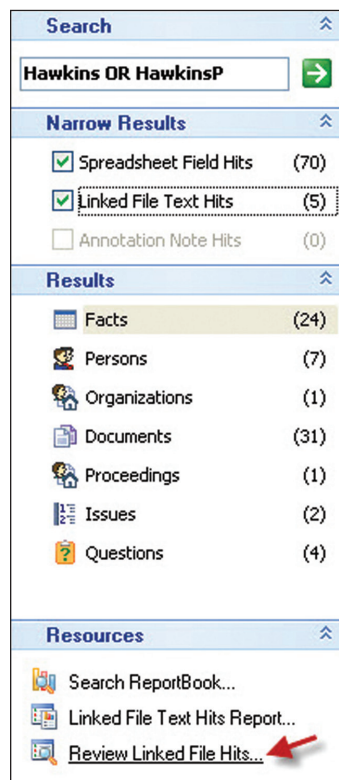 Search
Hawkins OR HawkinsP
Narrow Results
Spreadsheet Field Hits (70)
Linked File Text Hits (5)
Annotation Note Hits (0)
Results
Facts (24)
Persons (7)
Organizations (1)
Documents (31)
Proceedings (1)
Issues (2)
Questions (4)
Resources
Search ReportBook...
Linked File Text Hits Report...
Review Linked File Hits...